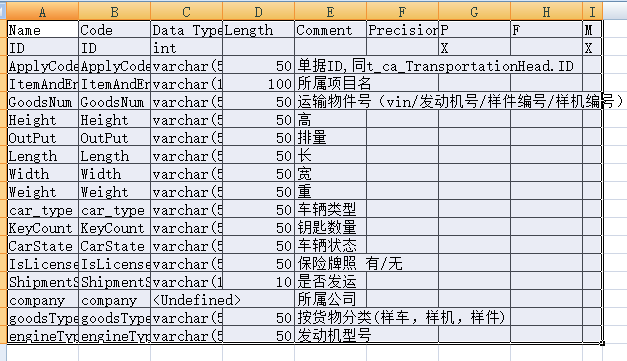 A B C D E F G H I
Name Code Data Type Length Comment Precision P F M
ID ID int X X
ApplyCode ApplyCode varchar(5 50 单据ID,同t_ca_TransportationHead.ID
ItemAndEn ItemAndEn varchar(1 100 所属项目名
GoodsNum GoodsNum varchar(5 50 运输物件号（vin/发动机号/样件编号/样机编号）
Height Height varchar(5 50 高
OutPut OutPut varchar(5 50 排量
Length Length varchar(5 50 长
Width Width varchar(5 50 宽
Weight Weight varchar(5 50 重
car_type car_type varchar(5 50 车辆类型
KeyCount KeyCount varchar(5 50 钥匙数量
CarState CarState varchar(5 50 车辆状态
IsLicense IsLicense varchar(5 50 保险牌照 有/无
ShipmentS ShipmentS varchar(1 10 是否发运
company company <Undefined> 所属公司
goodsType goodsType varchar(5 50 按货物分类(样车，样机，样件)
engineTyp engineTyp varchar(5 50 发动机型号